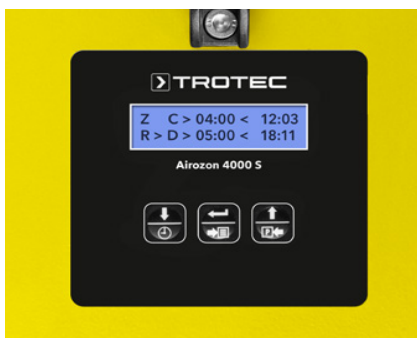 TROTEC
Z C > 04:00 < 12:03
R > D > 05:00 < 18:11
Airozon 4000 S
P